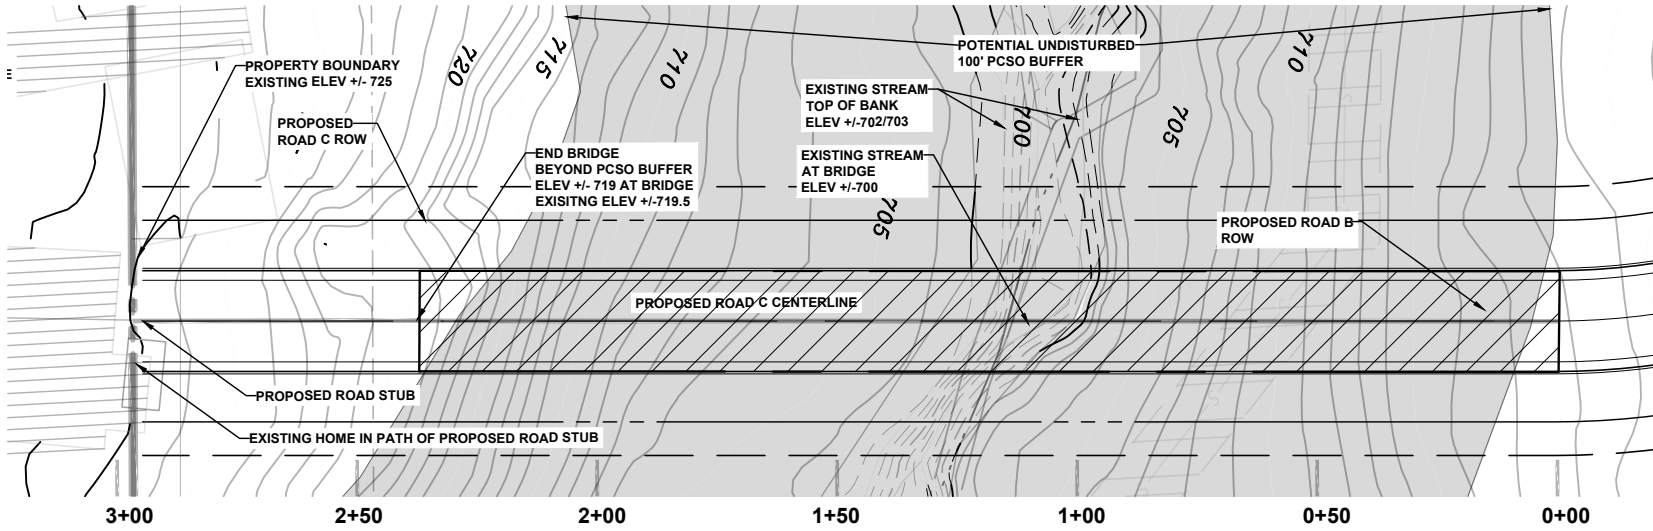 POTENTIAL UNDISTURBED
100' PCSO BUFFER
720
715
710
710
PROPERTY BOUNDARY
EXISTING ELEV +/- 725
E
EXISTING STREAM
TOP OF BANK
ELEV +/-702/703
700
705
PROPOSED
ROAD C ROW
END BRIDGE
BEYOND PCSO BUFFER
ELEV +/- 719 AT BRIDGE
EXISITNG ELEV +/-719.5
EXISTING STREAM
AT BRIDGE
ELEV +/-700
705
PROPOSED ROAD B
ROW
PROPOSED ROAD C CENTERLINE
PROPOSED ROAD STUB
EXISTING HOME IN PATH OF PROPOSED ROAD STUB
3+00
2+50
2+00
1+50
1+00
0+50
0+00